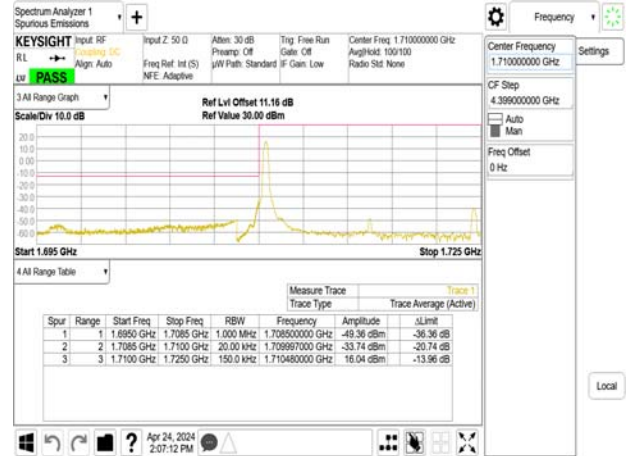 Spectrum Analyzer 1
Spurious Emissions
KEYSIGHT
RL
PASS
Input: RF
Coupling: DC
Align: Auto
Input Z: 50 Ω
Freq Ref: Int (S)
NFE: Adaptive
Atten: 30 dB
Preamp: Off
µW Path: Standard
Trig: Free Run
Gate: Off
IF Gain: Low
Center Freq: 1.710000000 GHz
Avg|Hold: 100/100
Radio Std: None
3 All Range Graph
Scale/Div 10.0 dB
Ref Lvl Offset 11.16 dB
Ref Value 30.00 dBm
20.0
10.0
0.00
-10.0
-20.0
-30.0
-40.0
-50.0
-60.0
Start 1.695 GHz
Stop 1.725 GHz
4 All Range Table
Measure Trace Trace 1
Trace Type Trace Average (Active)
Spur Range Start Freq Stop Freq RBW Frequency Amplitude ΔLimit
1 1 1.6950 GHz 1.7085 GHz 1.000 MHz 1.708500000 GHz -49.36 dBm -36.36 dB
2 2 1.7085 GHz 1.7100 GHz 20.00 kHz 1.709997000 GHz -33.74 dBm -20.74 dB
3 3 1.7100 GHz 1.7250 GHz 150.0 kHz 1.710480000 GHz 16.04 dBm -13.96 dB
Apr 24, 2024
2:07:12 PM
Frequency
Center Frequency
1.710000000 GHz
Settings
CF Step
4.399000000 GHz
Auto
Man
Freq Offset
0 Hz
Local